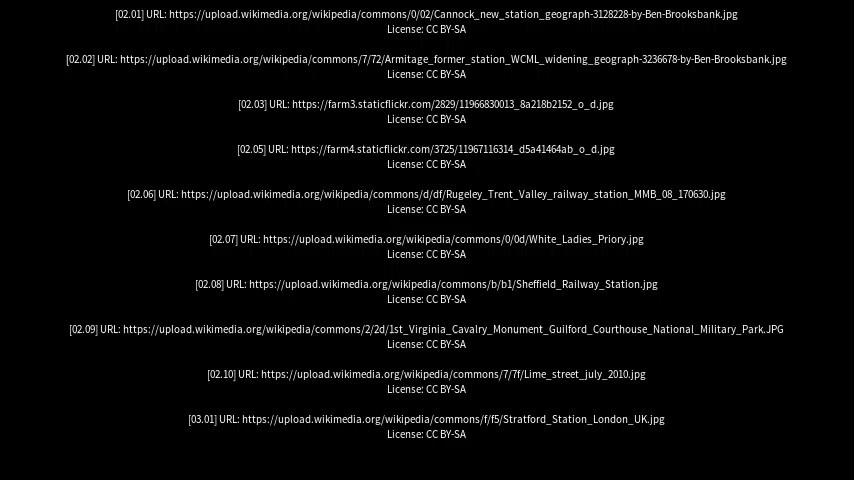 [02.01] URL: https://upload.wikimedia.org/wikipedia/commons/0/02/Cannock_new_station_geograph-3128228-by-Ben-Brooksbank.jpg
License: CC BY-SA
[02.02] URL: https://upload.wikimedia.org/wikipedia/commons/7/72/Armitage_former_station_WCML_widening_geograph-3236678-by-Ben-Brooksbank.jpg
License: CC BY-SA
[02.03] URL: https://farm3.staticflickr.com/2829/11966830013_8a218b2152_o_d.jpg
License: CC BY-SA
[02.05] URL: https://farm4.staticflickr.com/3725/11967116314_d5a41464ab_o_d.jpg
License: CC BY-SA
[02.06] URL: https://upload.wikimedia.org/wikipedia/commons/d/df/Rugeley_Trent_Valley_railway_station_MMB_08_170630.jpg
License: CC BY-SA
[02.07] URL: https://upload.wikimedia.org/wikipedia/commons/0/0d/White_Ladies_Priory.jpg
License: CC BY-SA
[02.08] URL: https://upload.wikimedia.org/wikipedia/commons/b/b1/Sheffield_Railway_Station.jpg
License: CC BY-SA
[02.09] URL: https://upload.wikimedia.org/wikipedia/commons/2/2d/1st_Virginia_Cavalry_Monument_Guilford_Courthouse_National_Military_Park.JPG
License: CC BY-SA
[02.10] URL: https://upload.wikimedia.org/wikipedia/commons/7/7f/Lime_street_july_2010.jpg
License: CC BY-SA
[03.01] URL: https://upload.wikimedia.org/wikipedia/commons/f/f5/Stratford_Station_London_UK.jpg
License: CC BY-SA